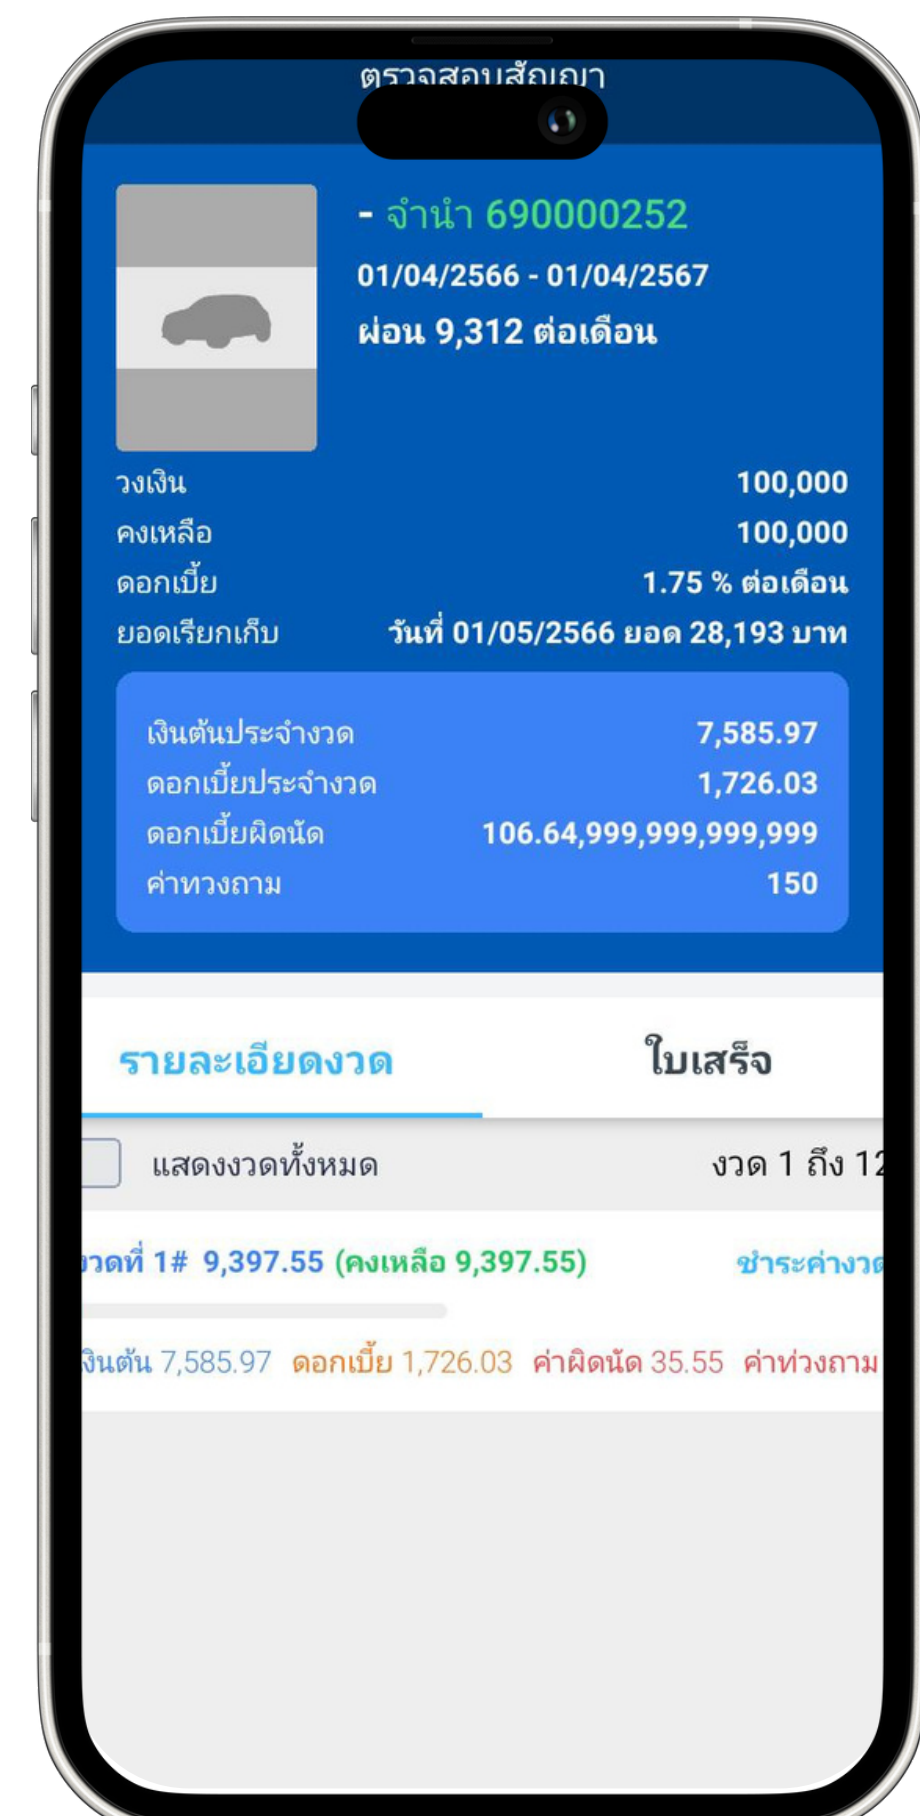 ตรวจสอบสัญญา
- จำนำ 690000252
01/04/2566 - 01/04/2567
ผ่อน 9,312 ต่อเดือน
วงเงิน 100,000
คงเหลือ 100,000
ดอกเบี้ย 1.75 % ต่อเดือน
ยอดเรียกเก็บ วันที่ 01/05/2566 ยอด 28,193 บาท
เงินต้นประจำงวด 7,585.97
ดอกเบี้ยประจำงวด 1,726.03
ดอกเบี้ยผิดนัด 106.64,999,999,999,999
ค่าทวงถาม 150
รายละเอียดงวด ใบเสร็จ
แสดงงวดทั้งหมด งวด 1 ถึง 12
งวดที่ 1# 9,397.55 (คงเหลือ 9,397.55) ชำระค่างวด
เงินต้น 7,585.97 ดอกเบี้ย 1,726.03 ค่าผิดนัด 35.55 ค่าท่วงถาม